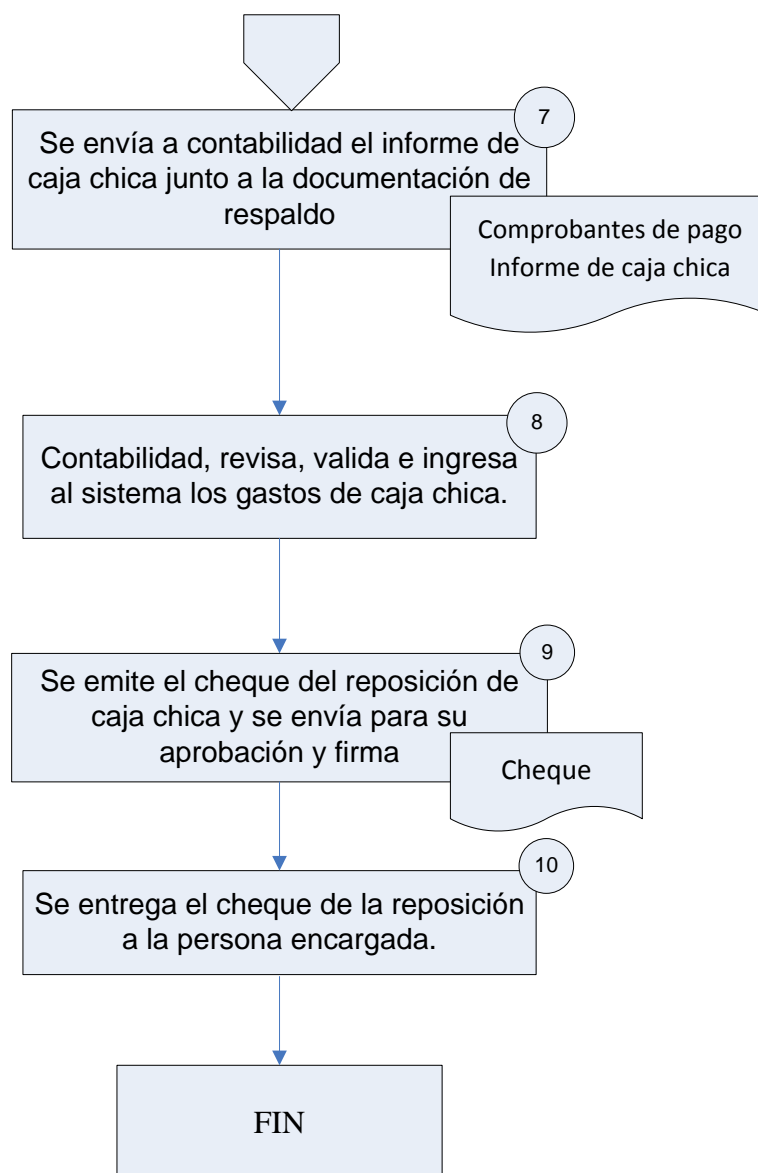 7
Se envía a contabilidad el informe de
caja chica junto a la documentación de
respaldo
Comprobantes de pago
Informe de caja chica
8
Contabilidad, revisa, valida e ingresa
al sistema los gastos de caja chica.
9
Se emite el cheque del reposición de
caja chica y se envía para su
aprobación y firma
Cheque
10
Se entrega el cheque de la reposición
a la persona encargada.
FIN